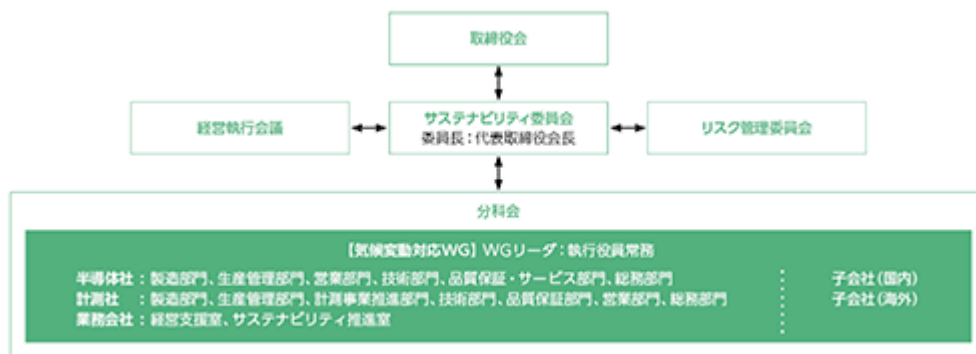 取締役会
経営執行会議
サステナビリティ委員会
委員長：代表取締役会長
リスク管理委員会
分科会
【気候変動対応WG】WGリーダ：執行役員常務
半導体社：製造部門、生産管理部門、営業部門、技術部門、品質保証・サービス部門、総務部門
子会社(国内)
計測社：製造部門、生産管理部門、計測事業推進部門、技術部門、品質保証部門、営業部門、総務部門
子会社(海外)
業務会社：経営支援室、サステナビリティ推進室